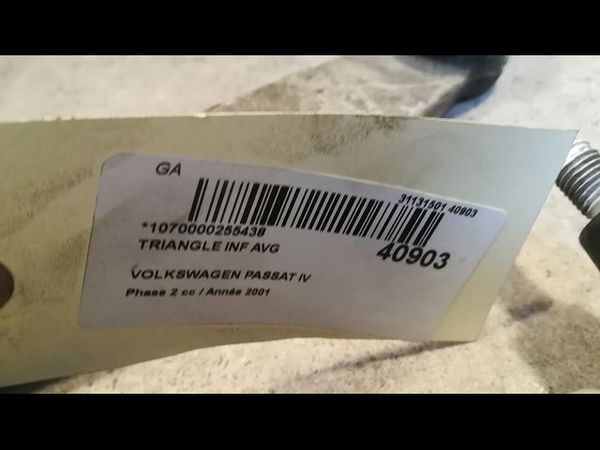 GA
31131501 40903
*1070000255438
40903
TRIANGLE INF AVG
VOLKSWAGEN PASSAT IV
Phase 2 cc / Année 2001